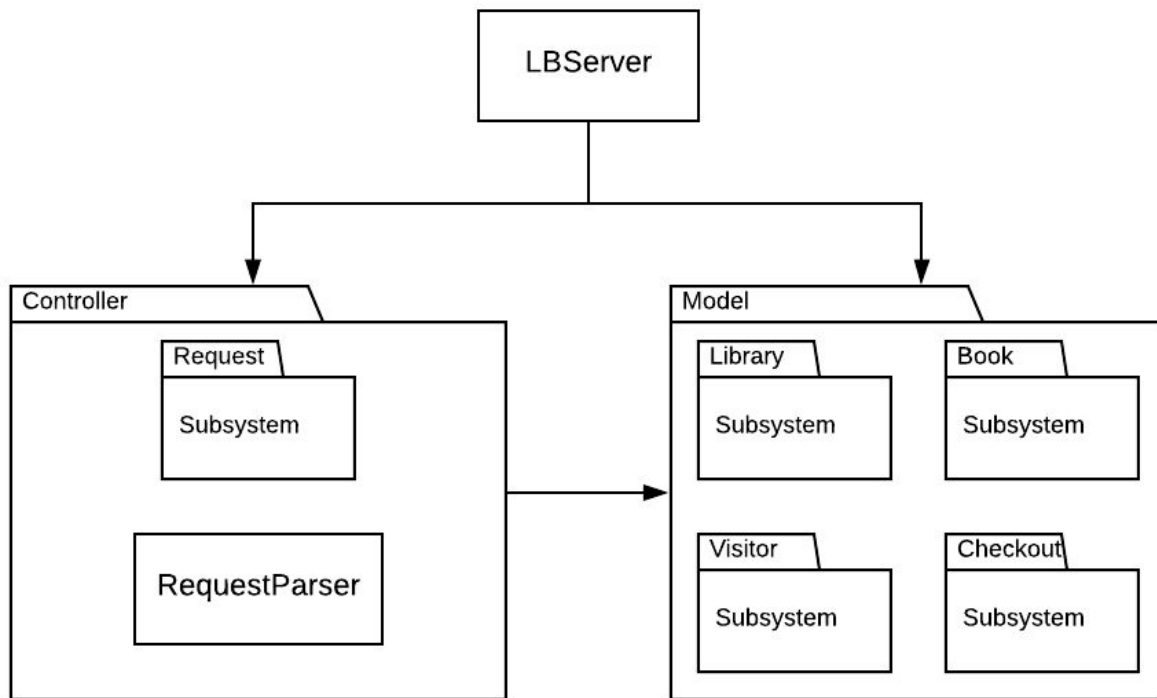 LBServer
Controller
Request
Subsystem
RequestParser
Model
Library
Subsystem
Book
Subsystem
Visitor
Subsystem
Checkout
Subsystem